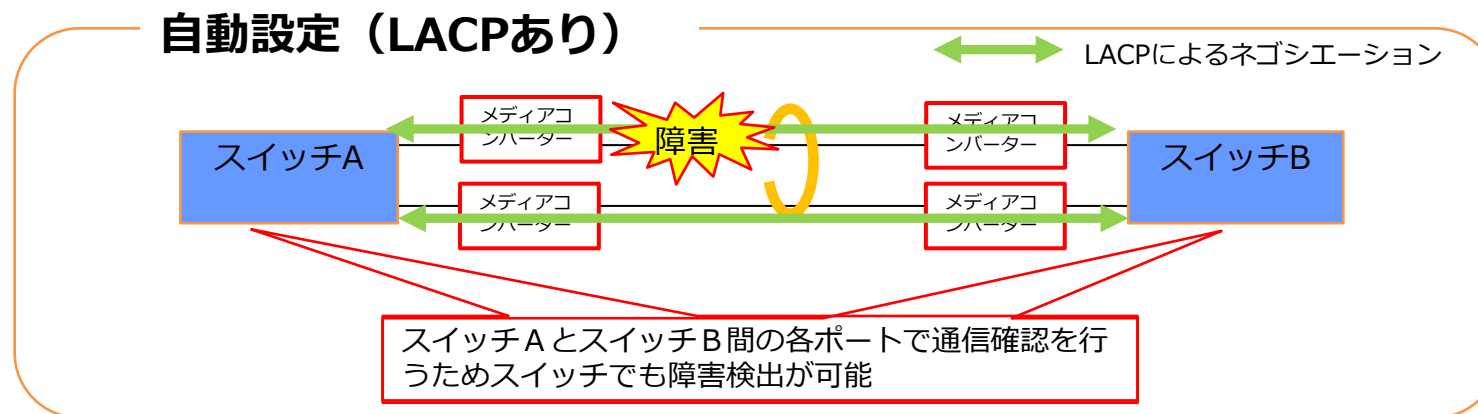 自動設定（LACPあり）
LACPによるネゴシエーション
メディアコ
ンバーター
障害
メディアコ
ンバーター
スイッチA
スイッチB
メディアコ
ンバーター
メディアコ
ンバーター
スイッチＡとスイッチＢ間の各ポートで通信確認を行
うためスイッチでも障害検出が可能